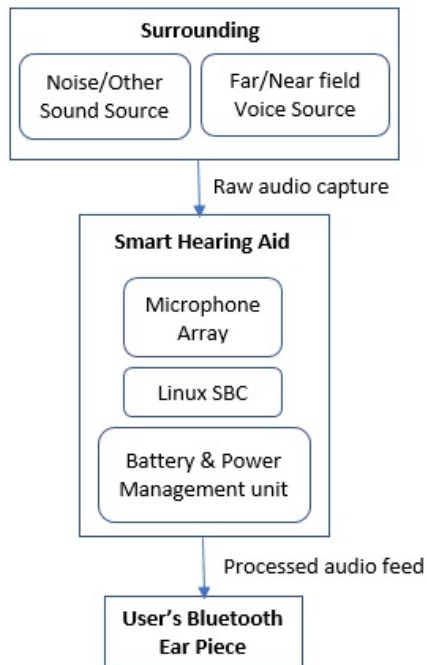 Surrounding
Noise/Other
Sound Source
Far/Near field
Voice Source
Raw audio capture
Smart Hearing Aid
Microphone
Array
Linux SBC
Battery & Power
Management unit
Processed audio feed
User's Bluetooth
Ear Piece